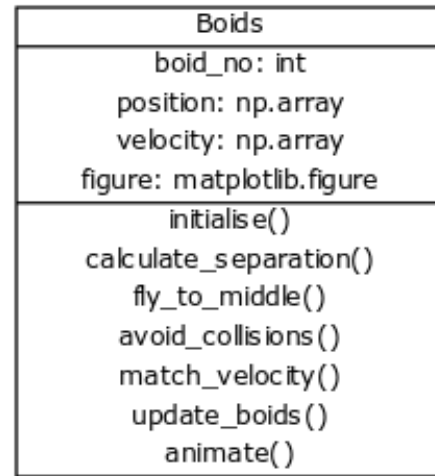 Boids
boid_no: int
position: np.array
velocity: np.array
figure: matplotlib.figure
initialise()
calculate_separation()
fly_to_middle()
avoid_collisions()
match_velocity()
update_boids()
animate()